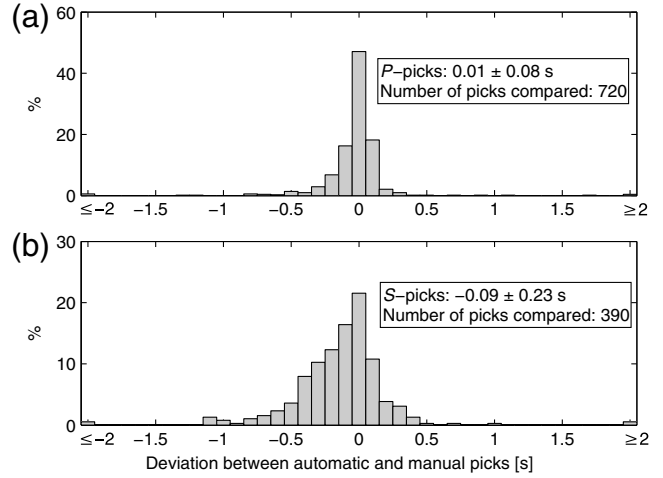 (a)
60
40
20
0
%
P−picks: 0.01 ± 0.08 s
Number of picks compared: 720
≤−2 −1.5 −1 −0.5 0 0.5 1 1.5 ≥2
(b)
30
20
10
0
%
S−picks: −0.09 ± 0.23 s
Number of picks compared: 390
≤−2 −1.5 −1 −0.5 0 0.5 1 1.5 ≥2
Deviation between automatic and manual picks [s]